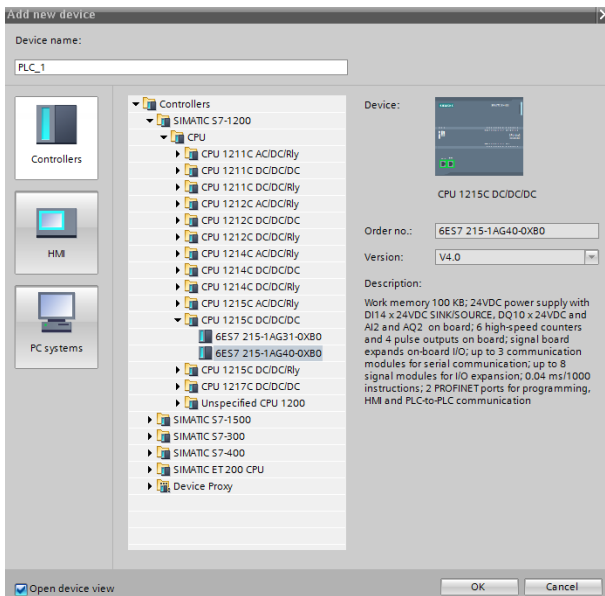 Add new device
Device name:
PLC_1
Controllers
HMI
PC systems
Controllers
SIMATIC S7-1200
CPU
CPU 1211C AC/DC/Rly
CPU 1211C DC/DC/DC
CPU 1211C DC/DC/Rly
CPU 1212C AC/DC/Rly
CPU 1212C DC/DC/DC
CPU 1212C DC/DC/Rly
CPU 1214C AC/DC/Rly
CPU 1214C DC/DC/DC
CPU 1214C DC/DC/Rly
CPU 1215C AC/DC/Rly
CPU 1215C DC/DC/DC
6ES7 215-1AG31-0XB0
6ES7 215-1AG40-0XB0
CPU 1215C DC/DC/Rly
CPU 1217C DC/DC/DC
Unspecified CPU 1200
SIMATIC S7-1500
SIMATIC S7-300
SIMATIC S7-400
SIMATIC ET 200 CPU
Device Proxy
Device:
CPU 1215C DC/DC/DC
Order no.: 6ES7 215-1AG40-0XB0
Version: V4.0
Description:
Work memory 100 KB; 24VDC power supply with
DI14 x 24VDC SINK/SOURCE, DQ10 x 24VDC and
AI2 and AQ2 on board; 6 high-speed counters
and 4 pulse outputs on board; signal board
expands on-board I/O; up to 3 communication
modules for serial communication; up to 8
signal modules for I/O expansion; 0.04 ms/1000
instructions; 2 PROFINET ports for programming,
HMI and PLC-to-PLC communication
Open device view
OK
Cancel